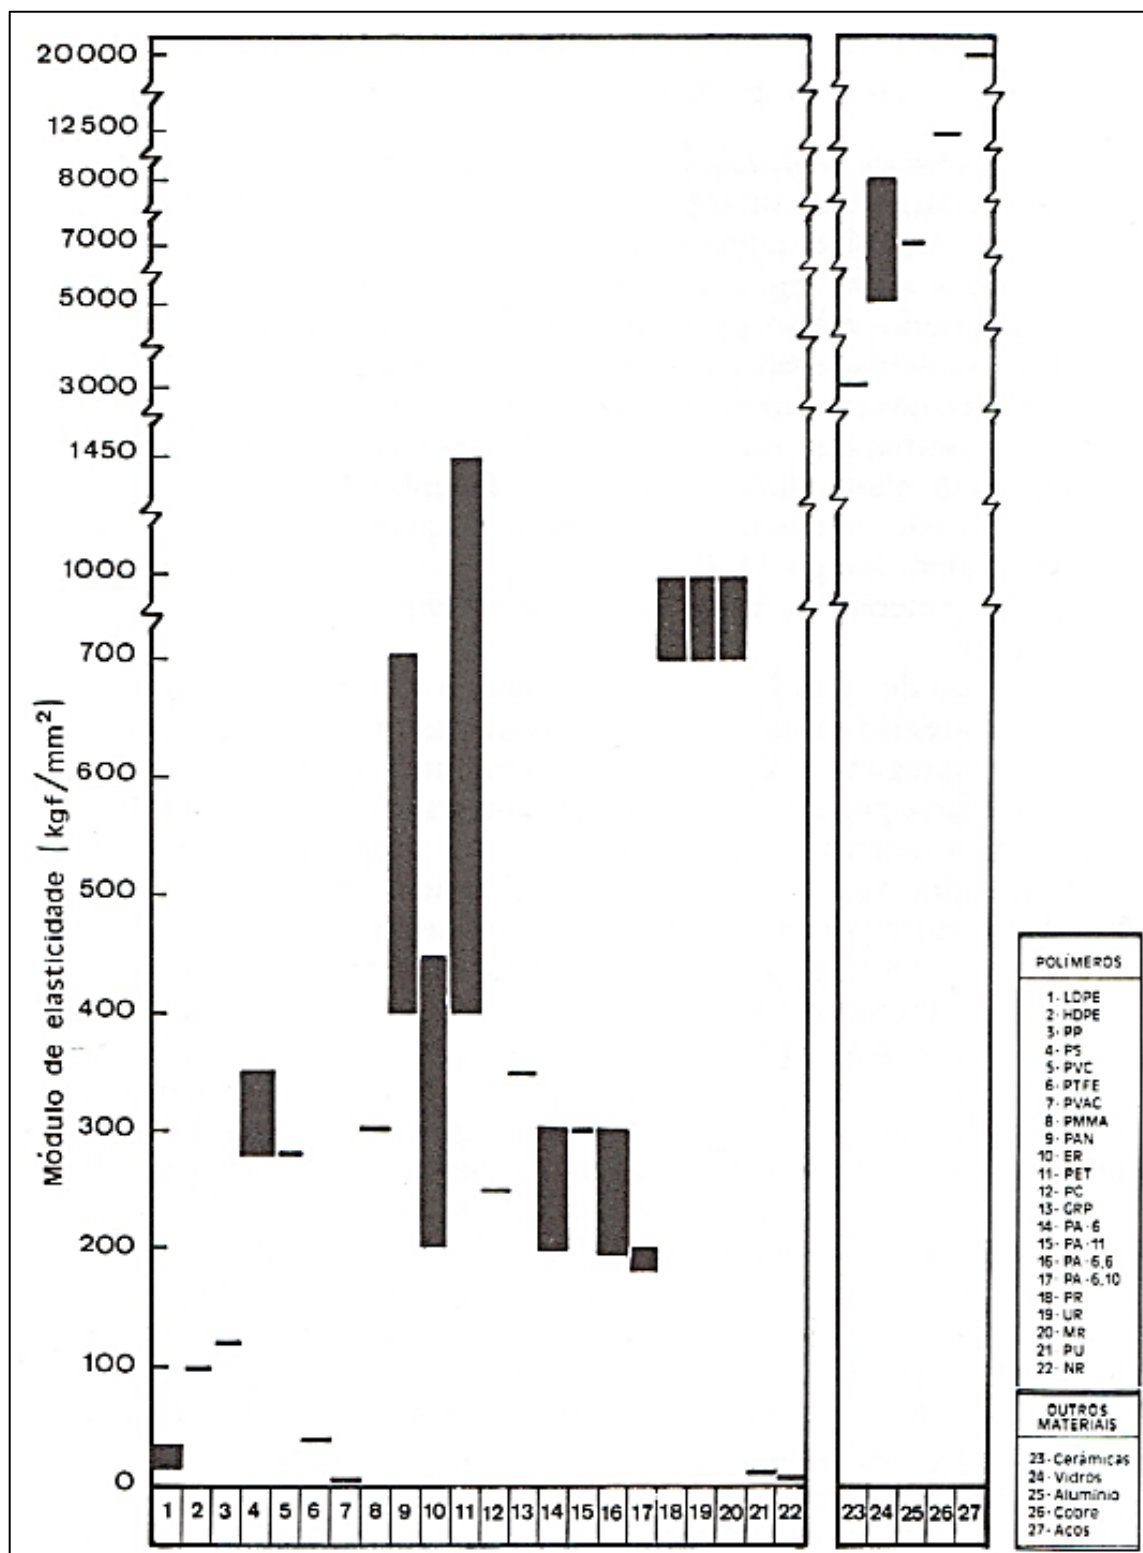 20000
12500
8000
7000
5000
3000
1450
1000
700
600
500
400
300
200
100
0
Módulo de elasticidade (kgf/mm²)
1 2 3 4 5 6 7 8 9 10 11 12 13 14 15 16 17 18 19 20 21 22 23 24 25 26 27
POLÍMEROS
1- LDPE
2- HDPE
3- PP
4- PS
5- PVC
6- PTFE
7- PVAC
8- PMMA
9- PAN
10- ER
11- PET
12- PC
13- GRP
14- PA-6
15- PA-11
16- PA-6,6
17- PA-6,10
18- PR
19- UR
20- MR
21- PU
22- NR
OUTROS
MATERIAIS
23- Cerâmicas
24- Vidros
25- Alumínio
26- Cobre
27- Aços